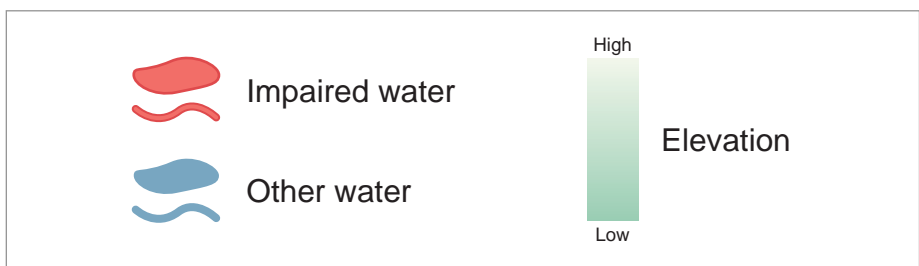 Impaired water
Other water
High
Elevation
Low